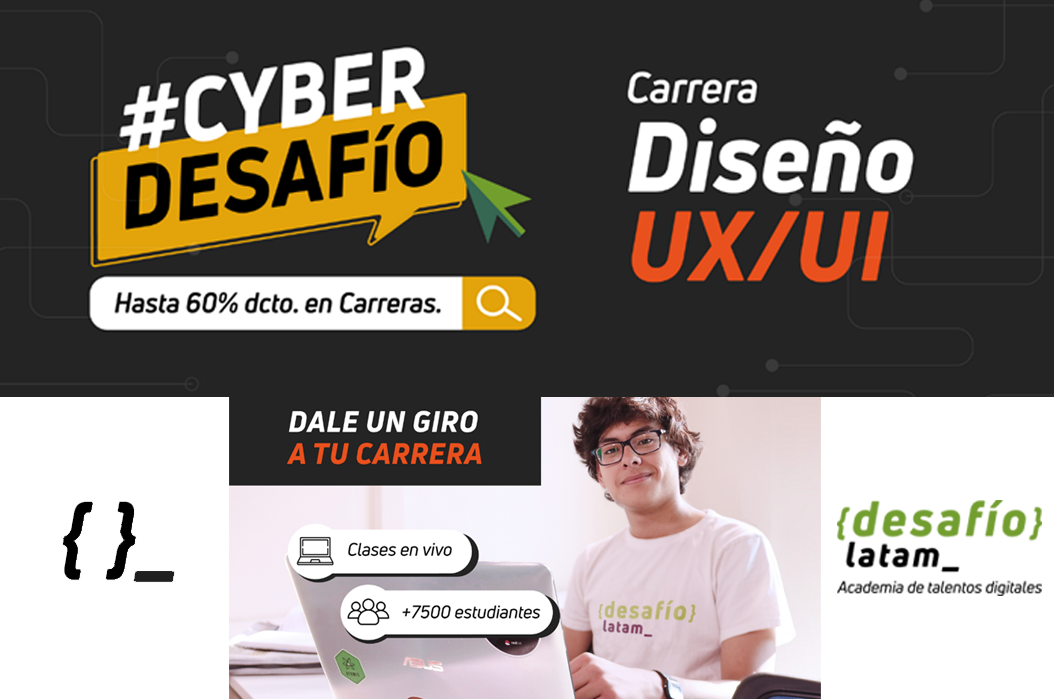 #CYBER
DESAFíO
Hasta 60% dcto. en Carreras.
Carrera
Diseño
UX/UI
DALE UN GIRO
A TU CARRERA
{ }_
Clases en vivo
+7500 estudiantes
{desafío}
latam_
ASUS
{desafío}
latam_
Academia de talentos digitales